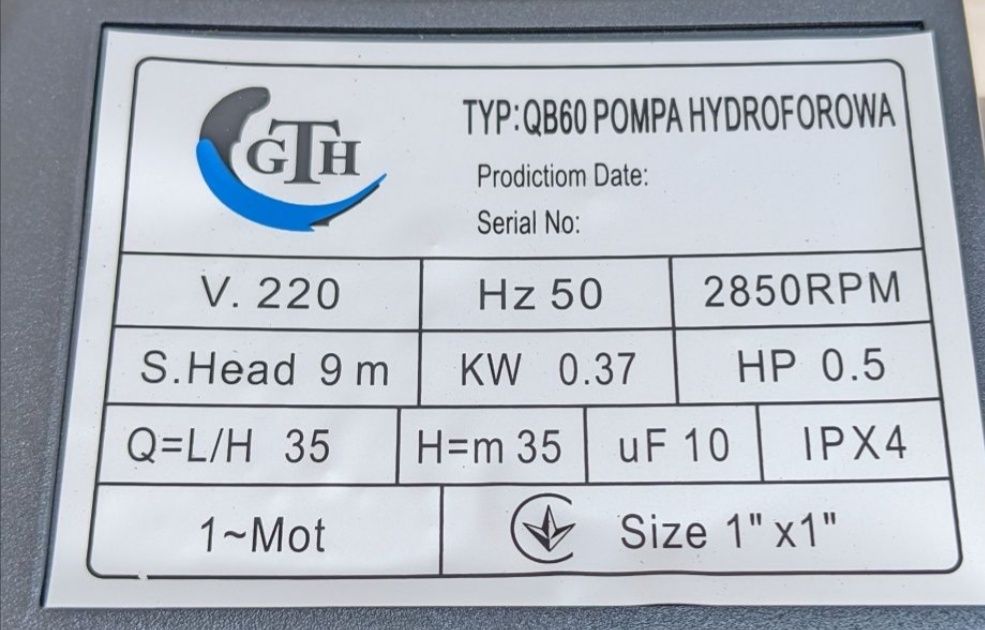 GTH
TYP:QB60 POMPA HYDROFOROWA
Prodictiom Date:
Serial No:
V. 220 Hz 50 2850RPM
S.Head 9 m KW 0.37 HP 0.5
Q=L/H 35 H=m 35 uF 10 IPX4
1~Mot Size 1"x1"